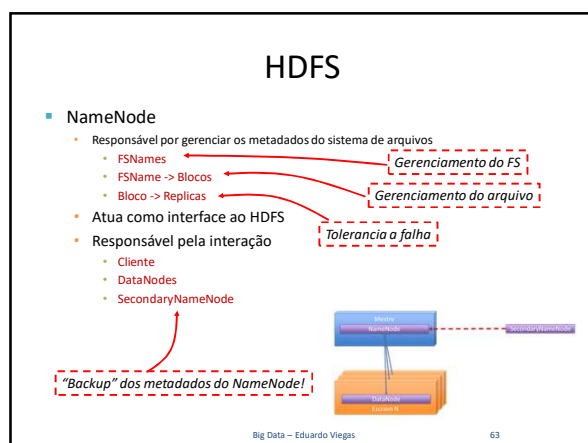 HDFS
NameNode
Responsável por gerenciar os metadados do sistema de arquivos
FSNames
Gerenciamento do FS
FSName -> Blocos
Gerenciamento do arquivo
Bloco -> Replicas
Atua como interface ao HDFS
Tolerancia a falha
Responsável pela interação
Cliente
DataNodes
SecondaryNameNode
Mestre
NameNode
SecondaryNameNode
"Backup" dos metadados do NameNode!
DataNode
Escravo N
Big Data – Eduardo Viegas
63